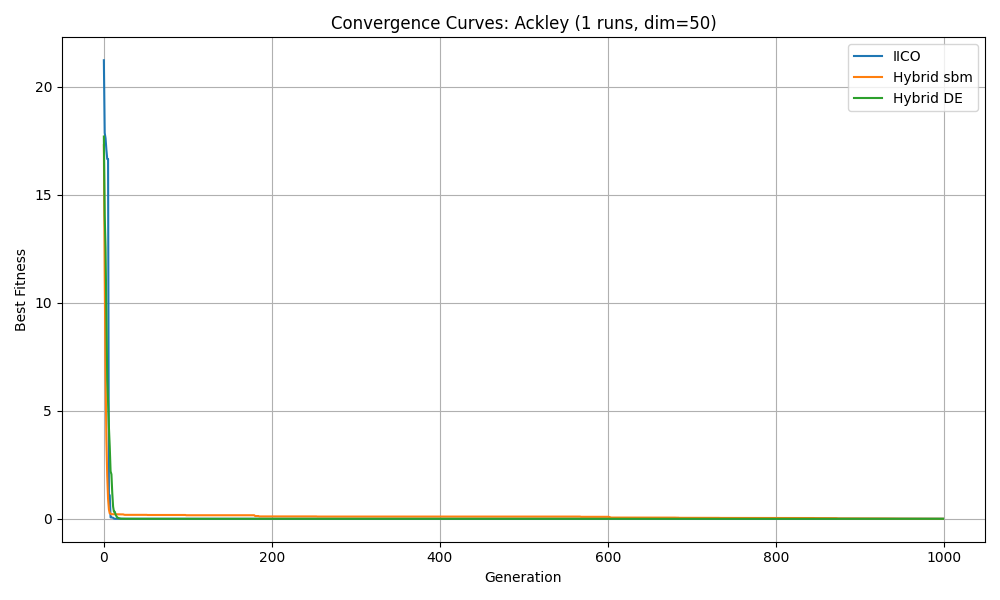 Convergence Curves: Ackley (1 runs, dim=50)
IICO
Hybrid sbm
Hybrid DE
Best Fitness
20
15
10
5
0
0 200 400 600 800 1000
Generation